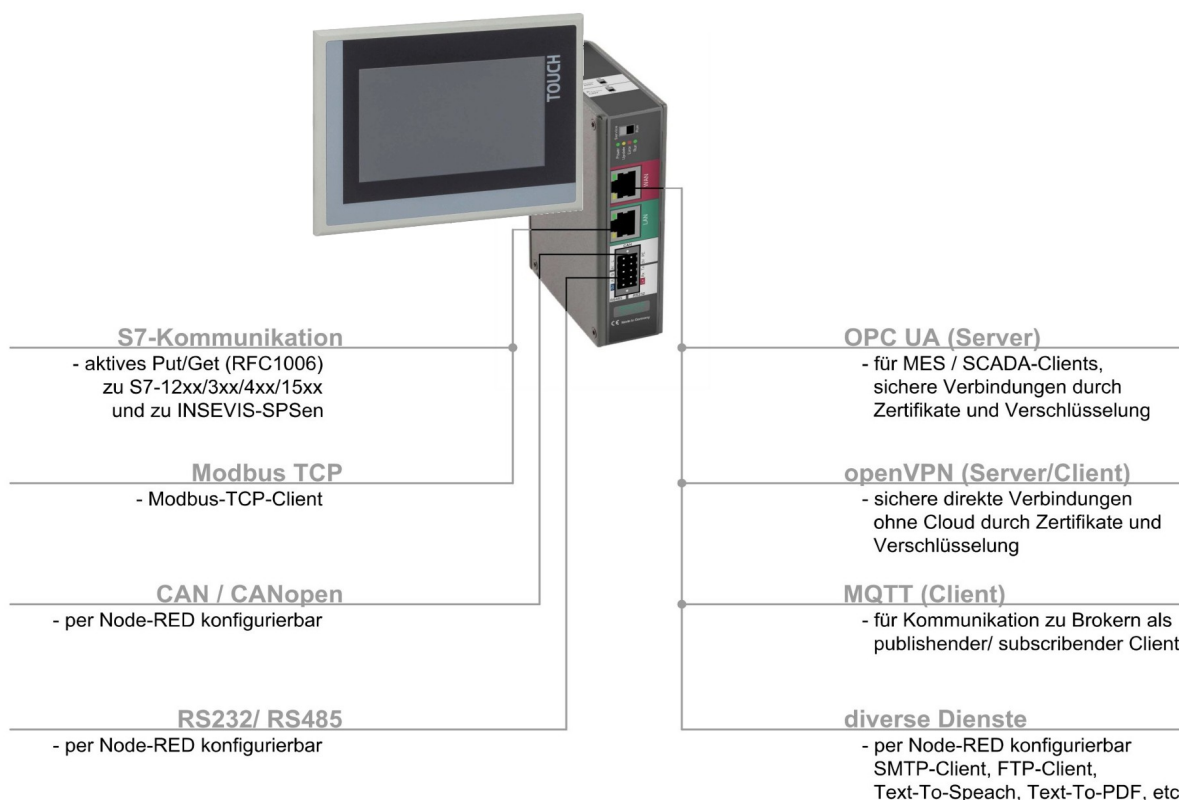 TOUCH
WAN
LAN
CAN
S7-Kommunikation
- aktives Put/Get (RFC1006)
zu S7-12xx/3xx/4xx/15xx
und zu INSEVIS-SPSen
Modbus TCP
- Modbus-TCP-Client
CAN / CANopen
- per Node-RED konfigurierbar
RS232/ RS485
- per Node-RED konfigurierbar
OPC UA (Server)
- für MES / SCADA-Clients,
sichere Verbindungen durch
Zertifikate und Verschlüsselung
openVPN (Server/Client)
- sichere direkte Verbindungen
ohne Cloud durch Zertifikate und
Verschlüsselung
MQTT (Client)
- für Kommunikation zu Brokern als
publishender/ subscribender Client
diverse Dienste
- per Node-RED konfigurierbar
SMTP-Client, FTP-Client,
Text-To-Speach, Text-To-PDF, etc